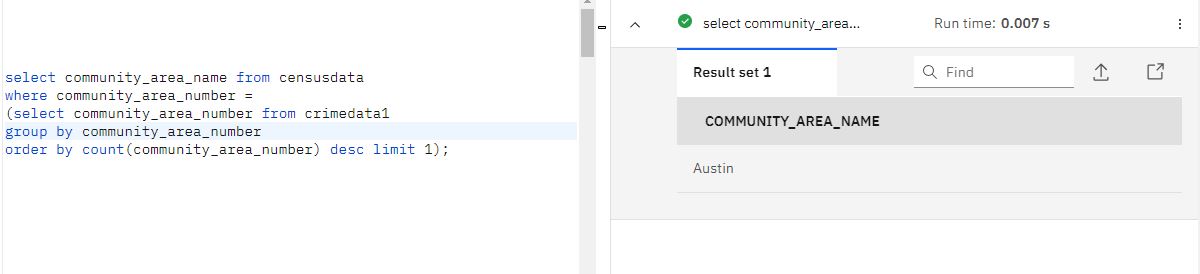 select community_area_name from censusdata
where community_area_number =
(select community_area_number from crimedata1
group by community_area_number
order by count(community_area_number) desc limit 1);
select community_area... Run time: 0.007 s
Result set 1 Find
COMMUNITY_AREA_NAME
Austin